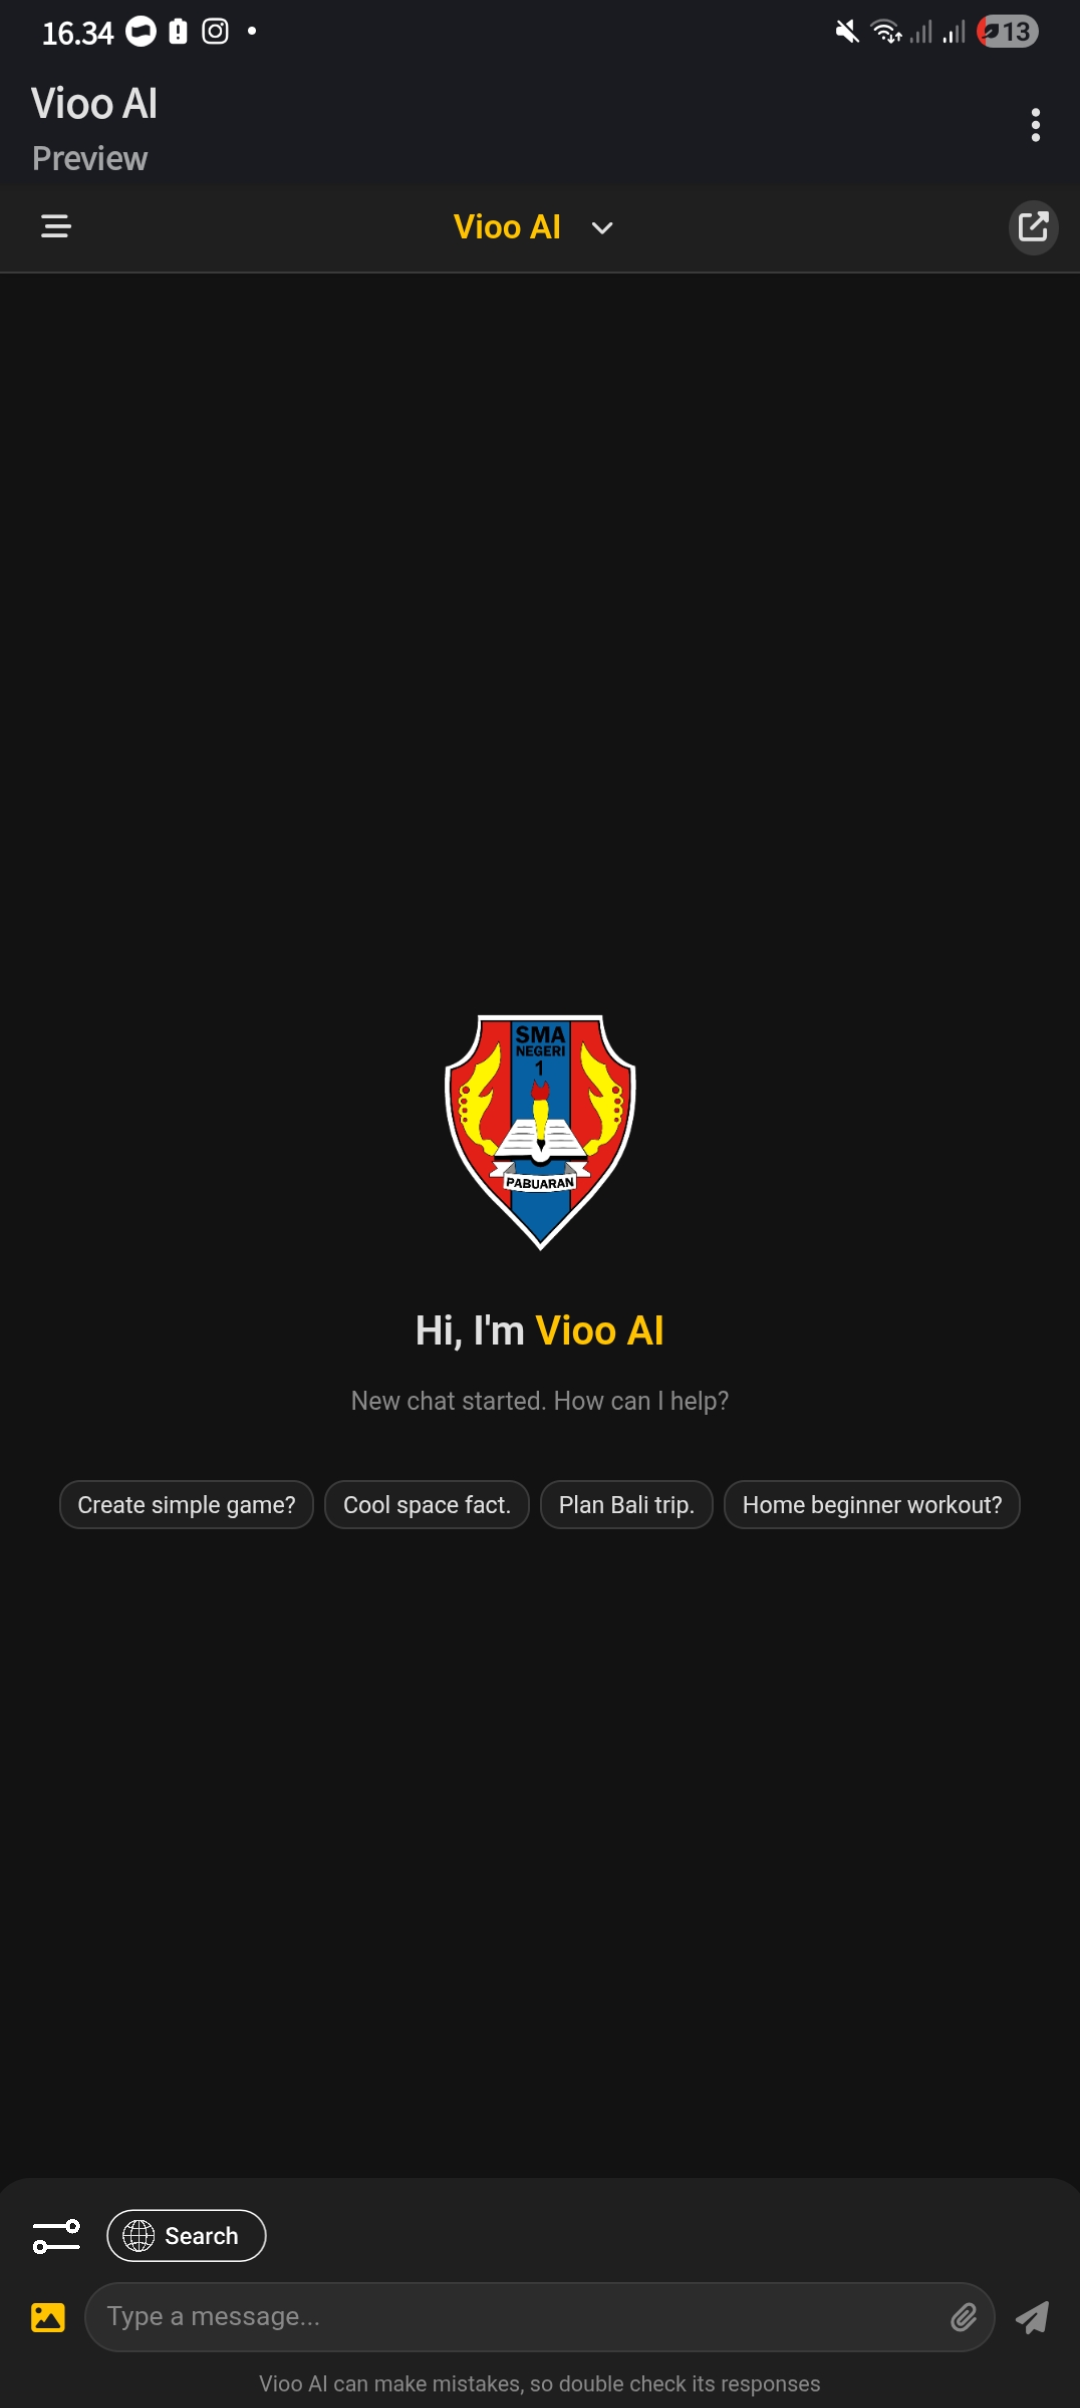 16.34
13
Vioo AI
Preview
Vioo AI
SMA
NEGERI
1
PABUARAN
Hi, I'm Vioo AI
New chat started. How can I help?
Create simple game? Cool space fact. Plan Bali trip. Home beginner workout?
Search
Type a message...
Vioo AI can make mistakes, so double check its responses